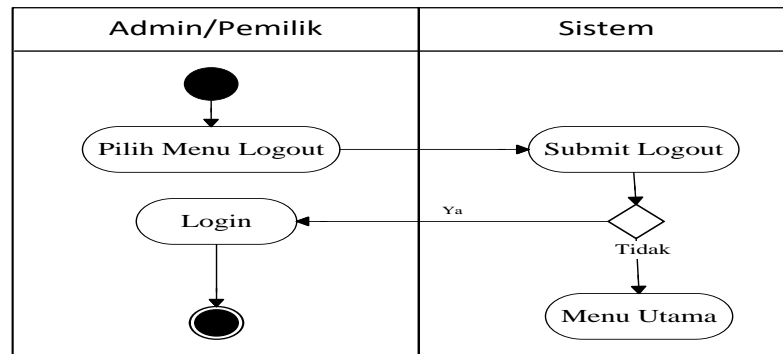 Admin/Pemilik
Sistem
Pilih Menu Logout
Submit Logout
Login
Ya
Tidak
Menu Utama